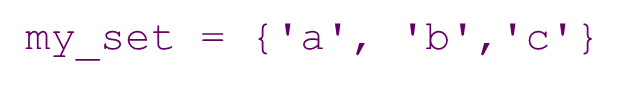 my_set = {'a', 'b','c'}